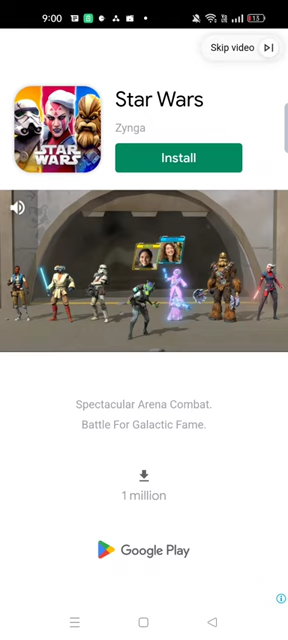 9:00
13
Skip video
Star Wars
Zynga
Install
STAR
WARS
Spectacular Arena Combat.
Battle For Galactic Fame.
1 million
Google Play